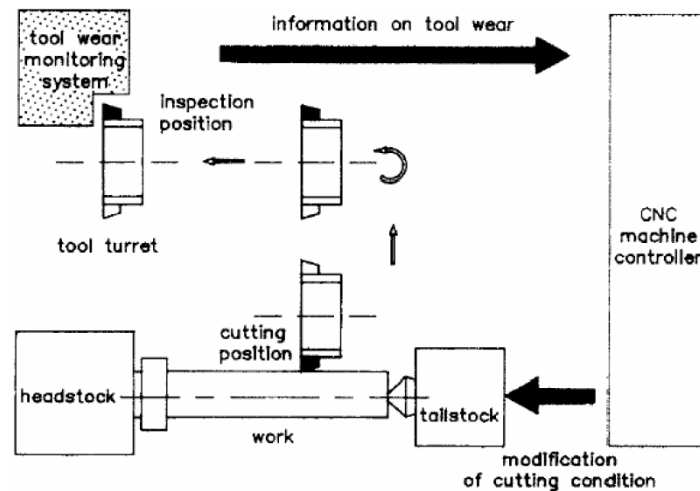 tool wear
monitoring
system
information on tool wear
inspection
position
tool turret
CNC
machine
controller
cutting
position
headstock
tailstock
work
modification
of cutting condition